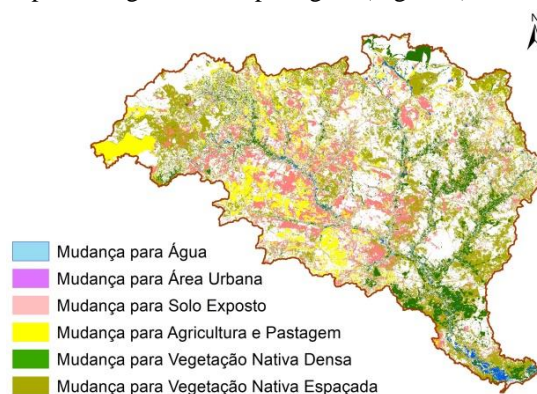 N
Mudança para Água
Mudança para Área Urbana
Mudança para Solo Exposto
Mudança para Agricultura e Pastagem
Mudança para Vegetação Nativa Densa
Mudança para Vegetação Nativa Espaçada